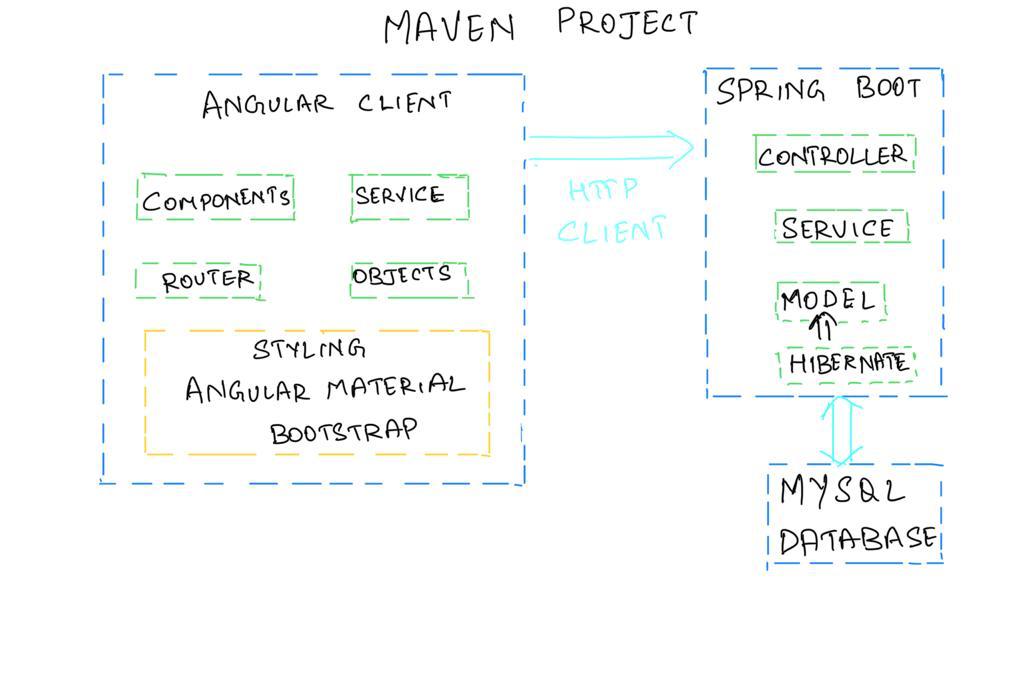 MAVEN PROJECT
ANGULAR CLIENT
COMPONENTS
SERVICE
ROUTER
OBJECTS
STYLING
ANGULAR MATERIAL
BOOTSTRAP
HTTP
CLIENT
SPRING BOOT
CONTROLLER
SERVICE
MODEL
HIBERNATE
MYSQL
DATABASE